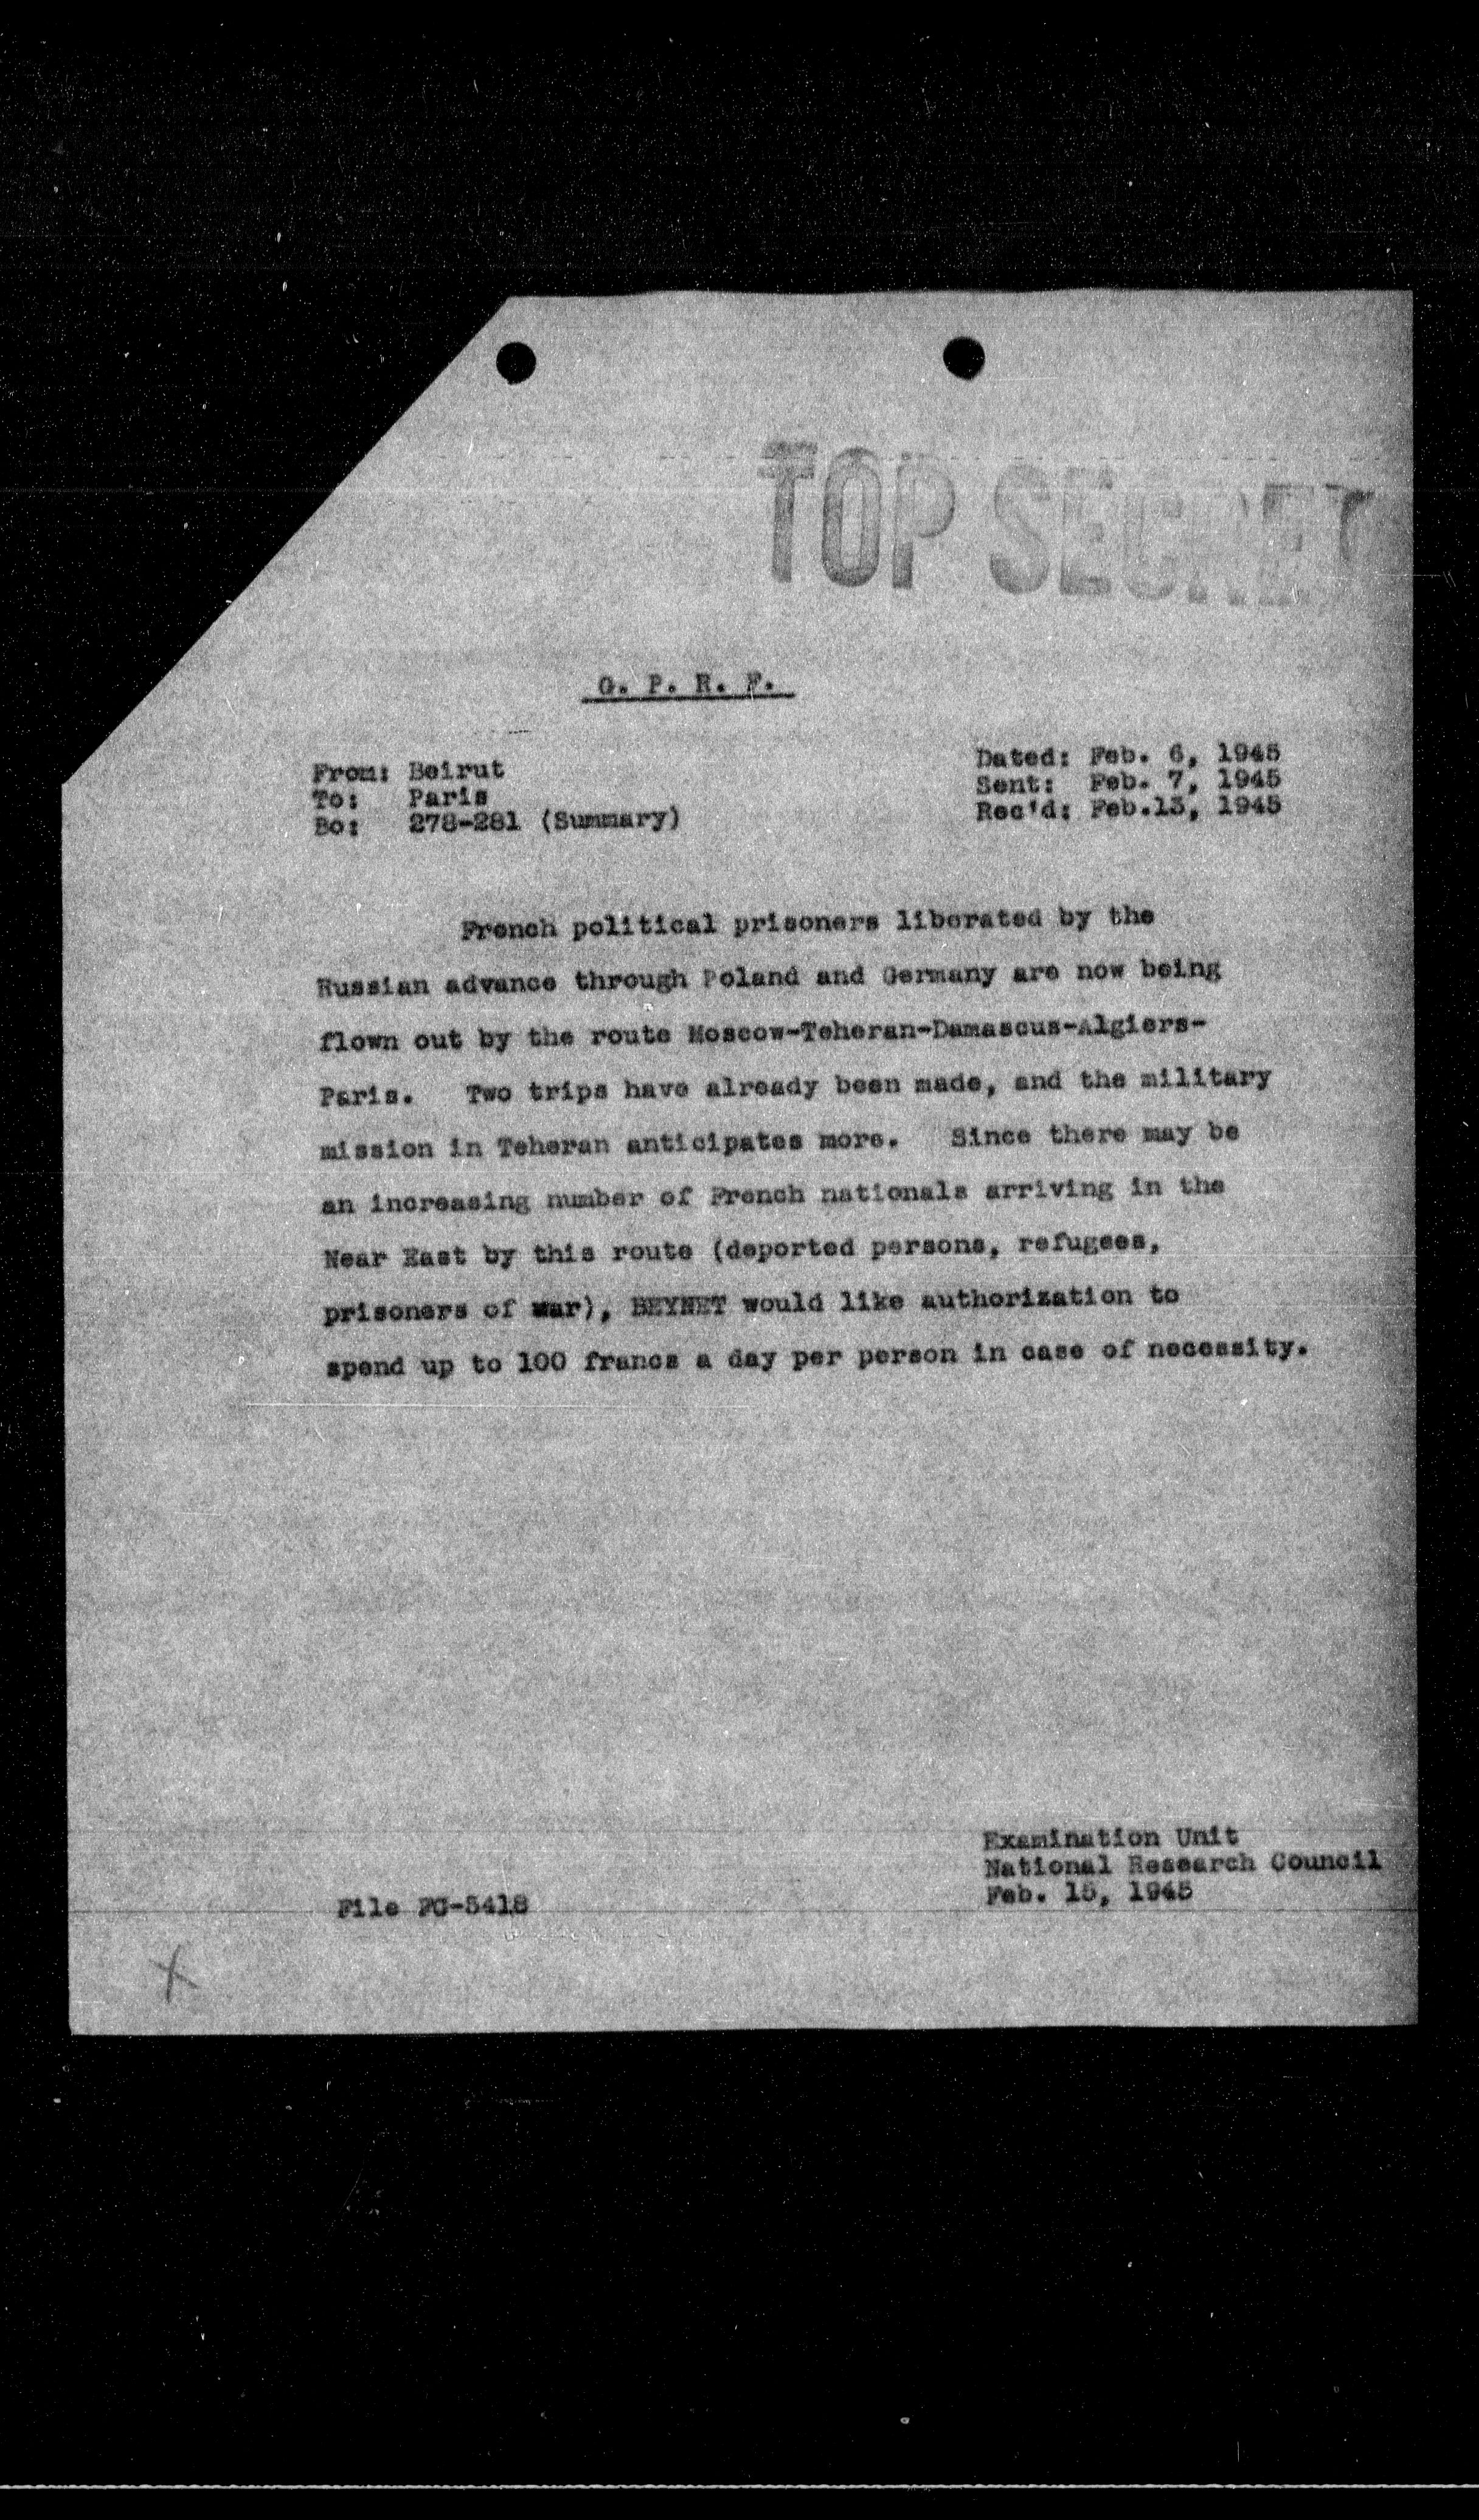 TOP SECRET
G. P. R. F.
From: Beirut
To: Paris
Bo: 278-281 (Summary)
Dated: Feb. 6, 1945
Sent: Feb. 7, 1945
Rec'd: Feb.13, 1945
French political prisoners liberated by the
Russian advance through Poland and Germany are now being
flown out by the route Moscow-Teheran-Damascus-Algiers-
Paris. Two trips have already been made, and the military
mission in Teheran anticipates more. Since there may be
an increasing number of French nationals arriving in the
Near East by this route (deported persons, refugees,
prisoners of war), BEYNET would like authorization to
spend up to 100 francs a day per person in case of necessity.
Examination Unit
National Research Council
Feb. 15, 1945
File FG-5418
X